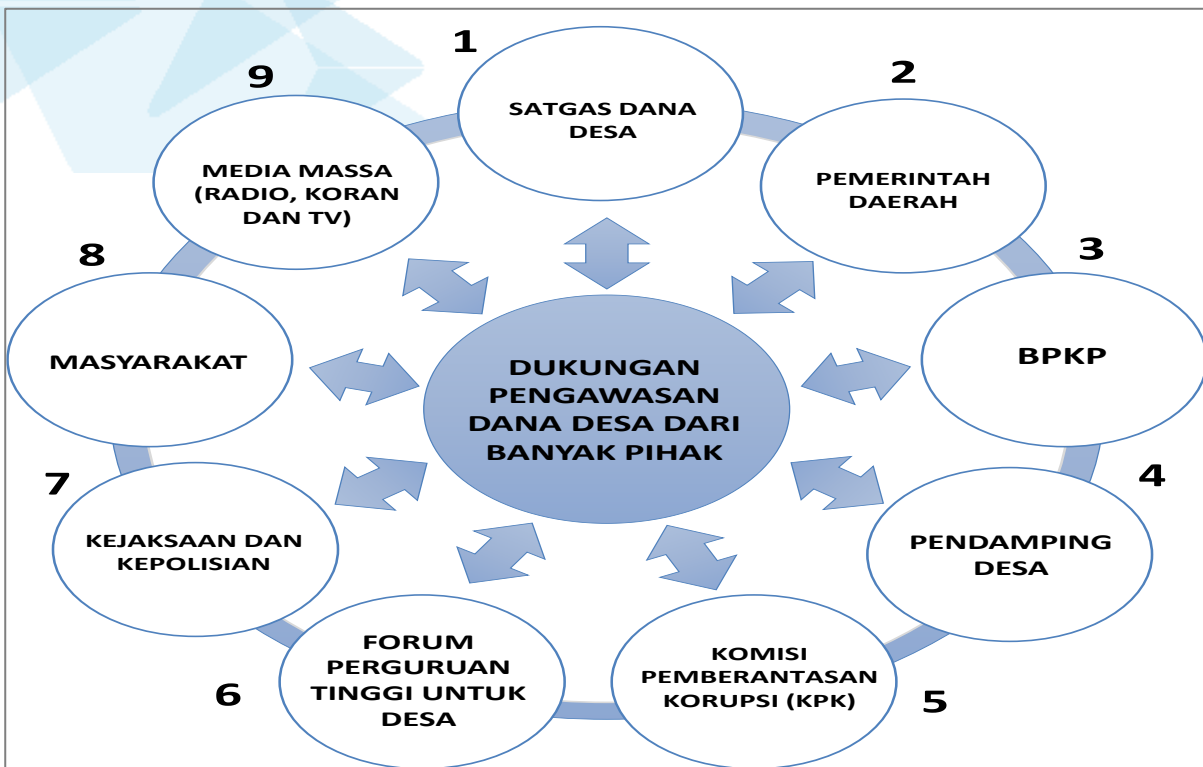 1
SATGAS DANA
DESA
2
PEMERINTAH
DAERAH
3
BPKP
4
PENDAMPING
DESA
5
KOMISI
PEMBERANTASAN
KORUPSI (KPK)
6
FORUM
PERGURUAN
TINGGI UNTUK
DESA
7
KEJAKSAAN DAN
KEPOLISIAN
8
MASYARAKAT
9
MEDIA MASSA
(RADIO, KORAN
DAN TV)
DUKUNGAN
PENGAWASAN
DANA DESA DARI
BANYAK PIHAK